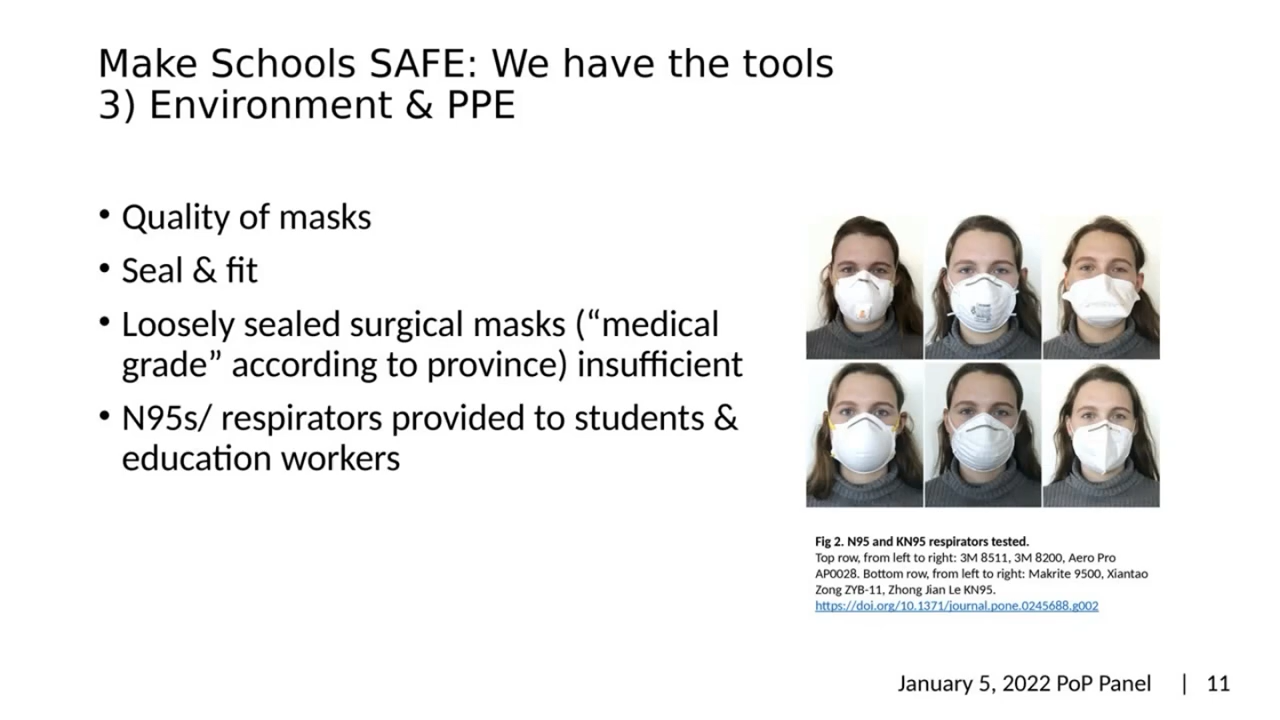 Make Schools SAFE: We have the tools
3) Environment & PPE
• Quality of masks
• Seal & fit
• Loosely sealed surgical masks (“medical
grade” according to province) insufficient
• N95s/ respirators provided to students &
education workers
Fig 2. N95 and KN95 respirators tested.
Top row, from left to right: 3M 8511, 3M 8200, Aero Pro
AP0028. Bottom row, from left to right: Makrite 9500, Xiantao
Zong ZYB-11, Zhong Jian Le KN95.
https://doi.org/10.1371/journal.pone.0245688.g002
January 5, 2022 PoP Panel | 11